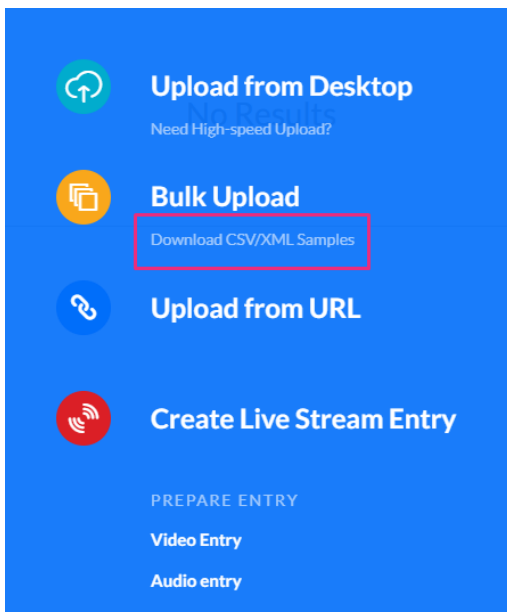 Upload from Desktop
No Results
Need High-speed Upload?
Bulk Upload
Download CSV/XML Samples
Upload from URL
Create Live Stream Entry
PREPARE ENTRY
Video Entry
Audio entry